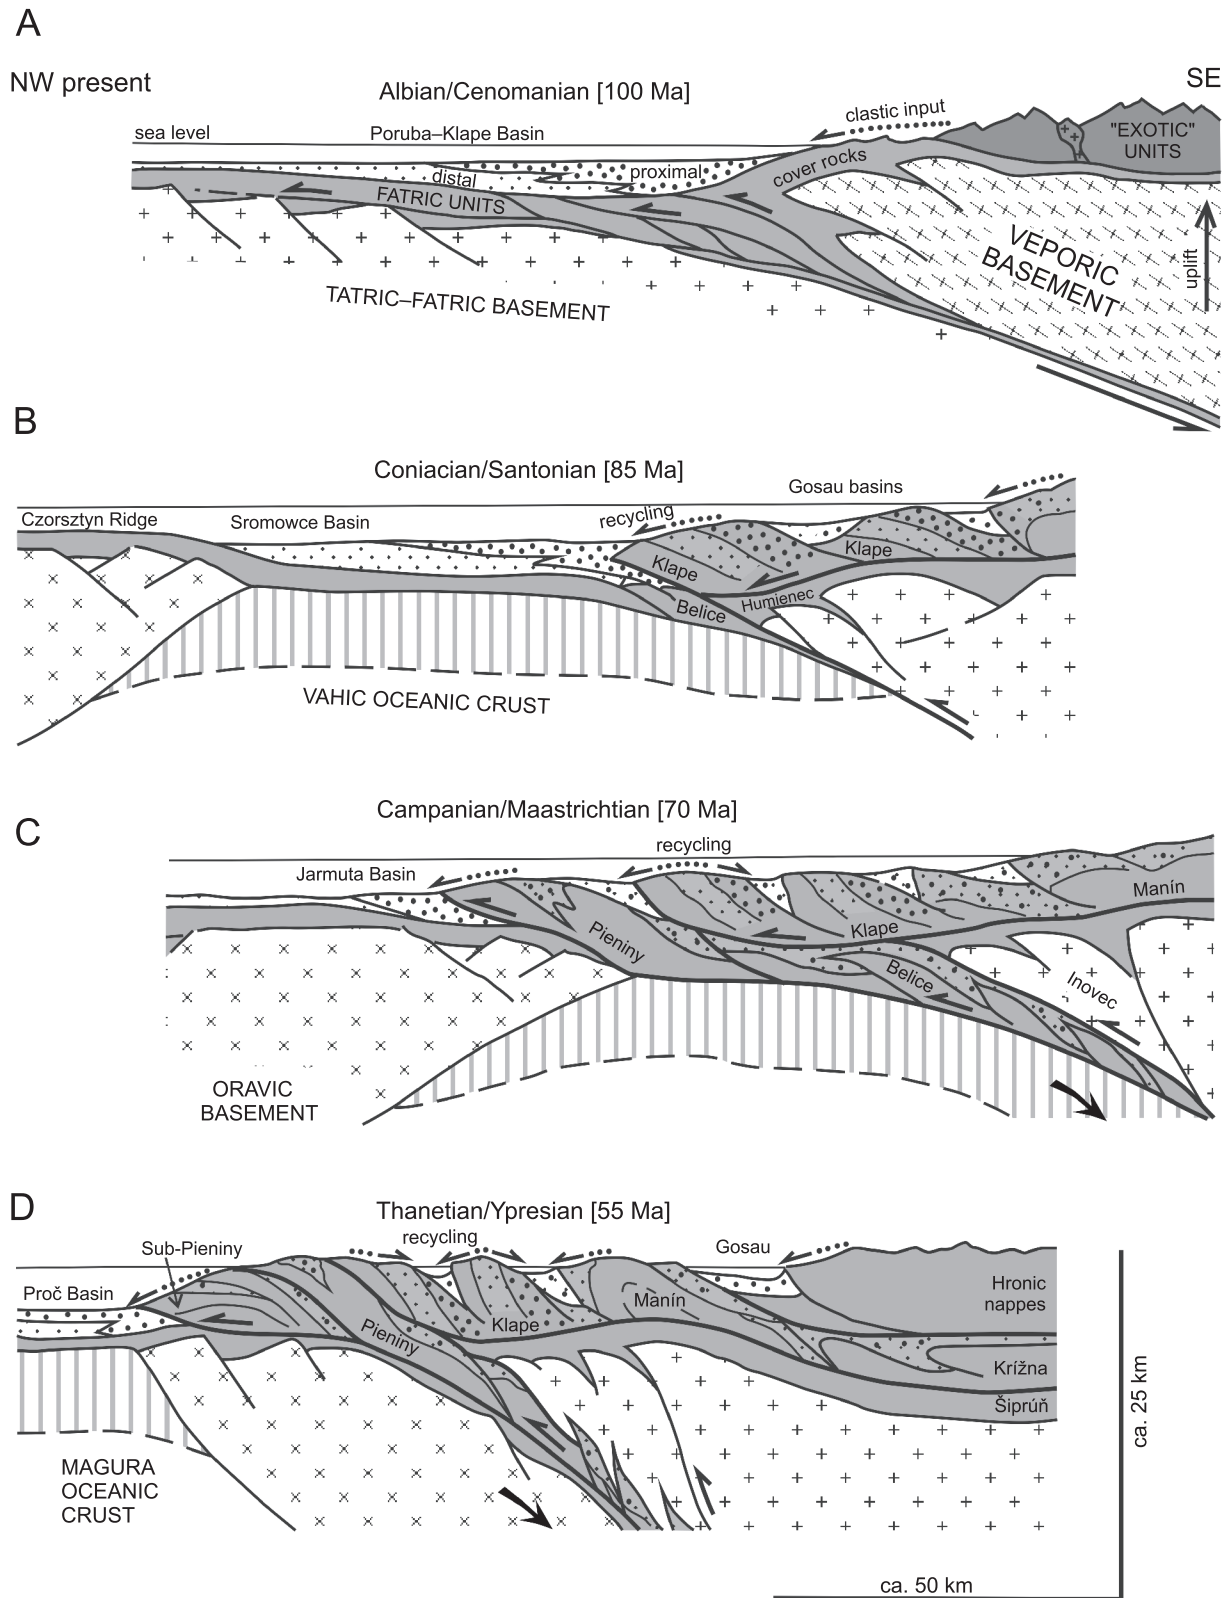 A
NW present
SE
Albian/Cenomanian [100 Ma]
clastic input
sea level
Poruba–Klape Basin
"EXOTIC"
UNITS
cover rocks
proximal
distal
FATRIC UNITS
VEPORIC
BASEMENT
uplift
TATRIC–FATRIC BASEMENT
B
Coniacian/Santonian [85 Ma]
Gosau basins
Czorsztyn Ridge
Sromowce Basin
recycling
Klape
Klape
Humienec
Belice
VAHIC OCEANIC CRUST
C
Campanian/Maastrichtian [70 Ma]
recycling
Jarmuta Basin
Manín
Klape
Pieniny
Belice
Inovec
ORAVIC
BASEMENT
D
Thanetian/Ypresian [55 Ma]
recycling
Sub-Pieniny
Gosau
Proč Basin
Hronic
nappes
Manín
Klape
Pieniny
Krížna
Šiprúň
MAGURA
OCEANIC
CRUST
ca. 25 km
ca. 50 km